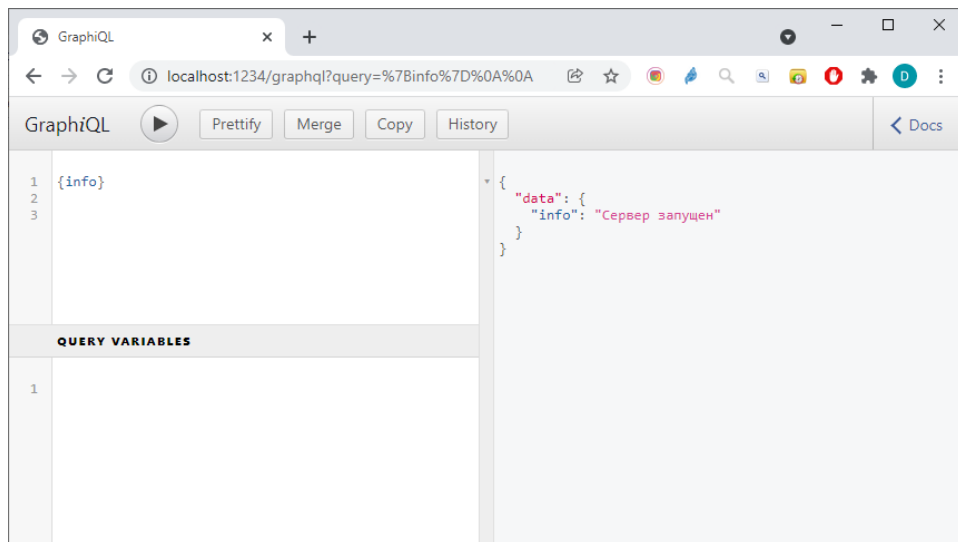 GraphiQL
localhost:1234/graphql?query=%7Binfo%7D%0A%0A
D
GraphiQL
Prettify
Merge
Copy
History
Docs
1
{info}
2
3
QUERY VARIABLES
1
{
"data": {
"info": "Сервер запущен"
}
}